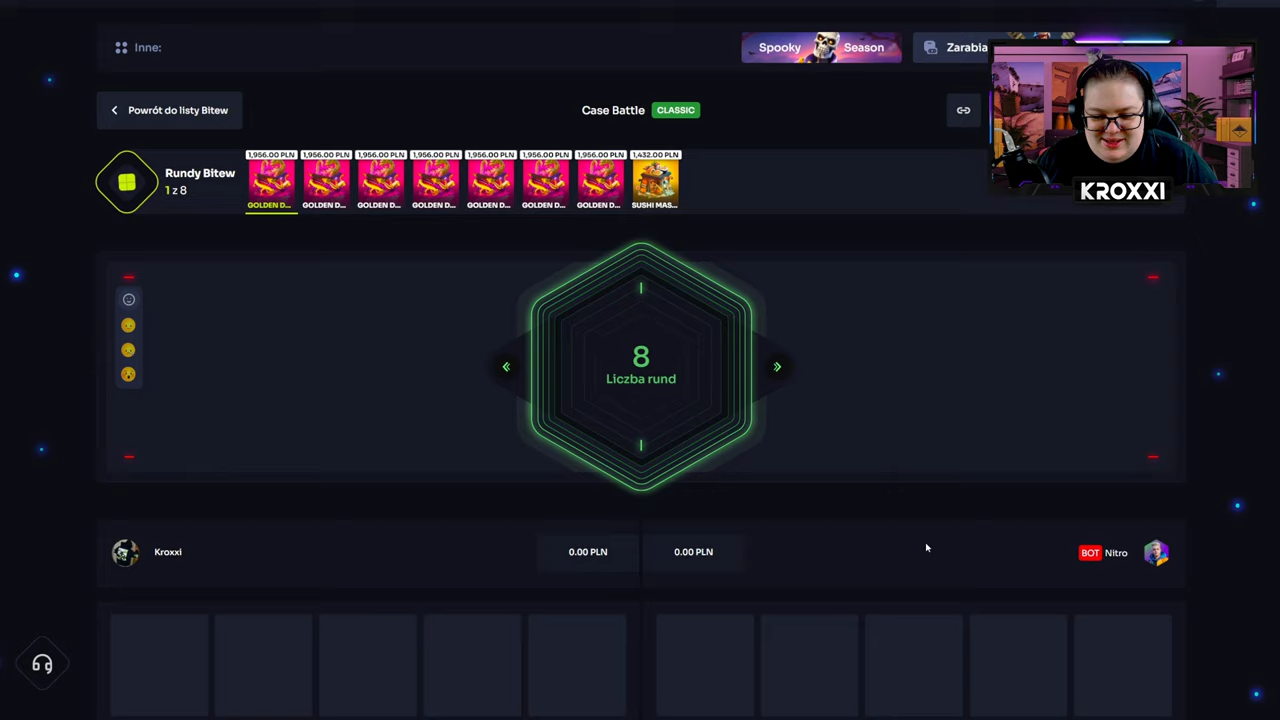 Inne:
Spooky Season
Zarabia
Powrót do listy Bitew
Case Battle CLASSIC
KROXXI
Rundy Bitew
1 z 8
1,956.00 PLN 1,956.00 PLN 1,956.00 PLN 1,956.00 PLN 1,956.00 PLN 1,956.00 PLN 1,956.00 PLN 1,432.00 PLN
GOLDEN D... GOLDEN D... GOLDEN D... GOLDEN D... GOLDEN D... GOLDEN D... GOLDEN D... SUSHI MAS...
8
Liczba rund
Kroxxi
0.00 PLN
0.00 PLN
BOT Nitro